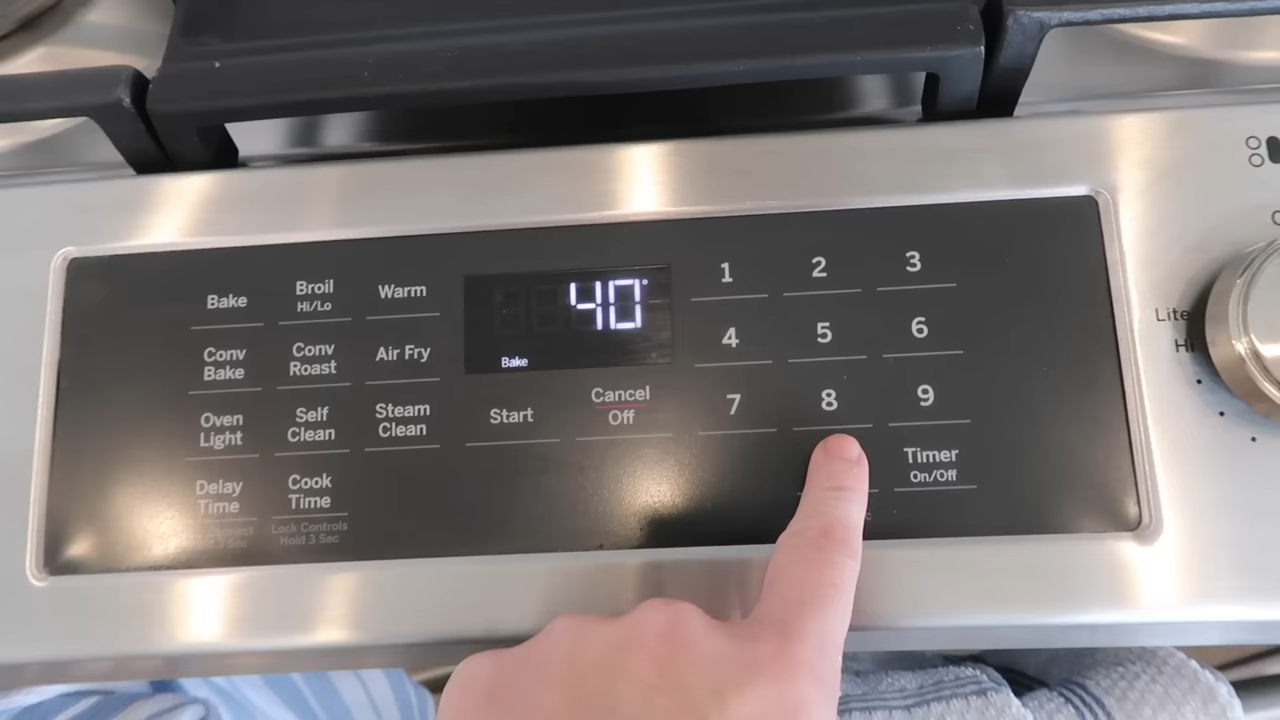 Bake
Broil
Hi/Lo
Warm
Conv
Bake
Conv
Roast
Air Fry
Oven
Light
Self
Clean
Steam
Clean
Delay
Time
3 Sec
Cook
Time
Lock Controls
Hold 3 Sec
40°
Bake
Start
Cancel
Off
1
2
3
4
5
6
7
8
9
Timer
On/Off
Lite
Hi